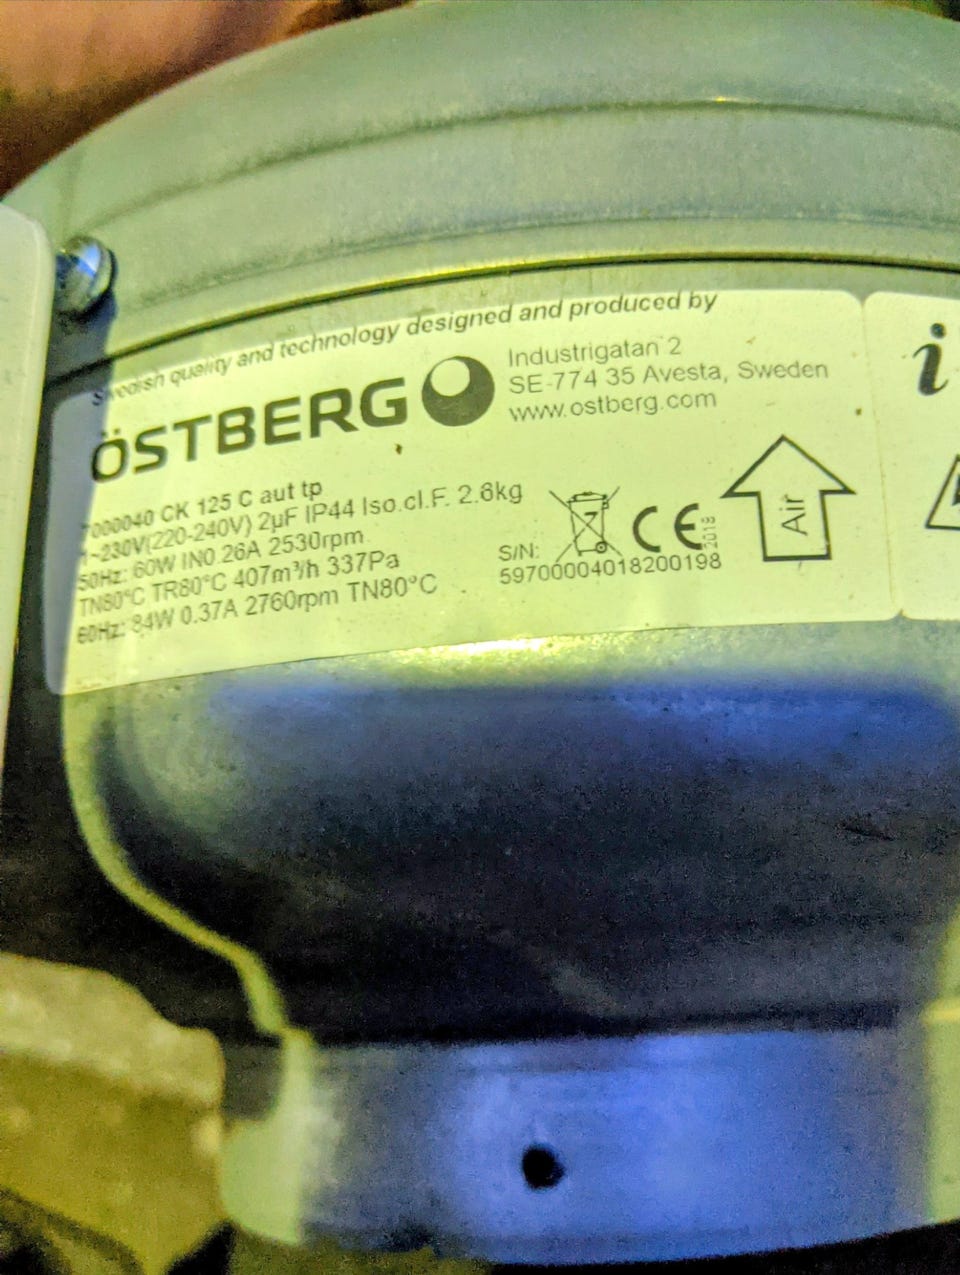 Swedish quality and technology designed and produced by
ÖSTBERG
Industrigatan 2
SE-774 35 Avesta, Sweden
www.ostberg.com
7000040 CK 125 C aut tp
1~230V(220-240V) 2µF IP44 Iso.cl.F. 2.8kg
50Hz: 60W IN0.26A 2530rpm
TN80°C TR80°C 407m³/h 337Pa
60Hz: 84W 0.37A 2760rpm TN80°C
S/N:
59700004018200198
CE
2018
Air
i